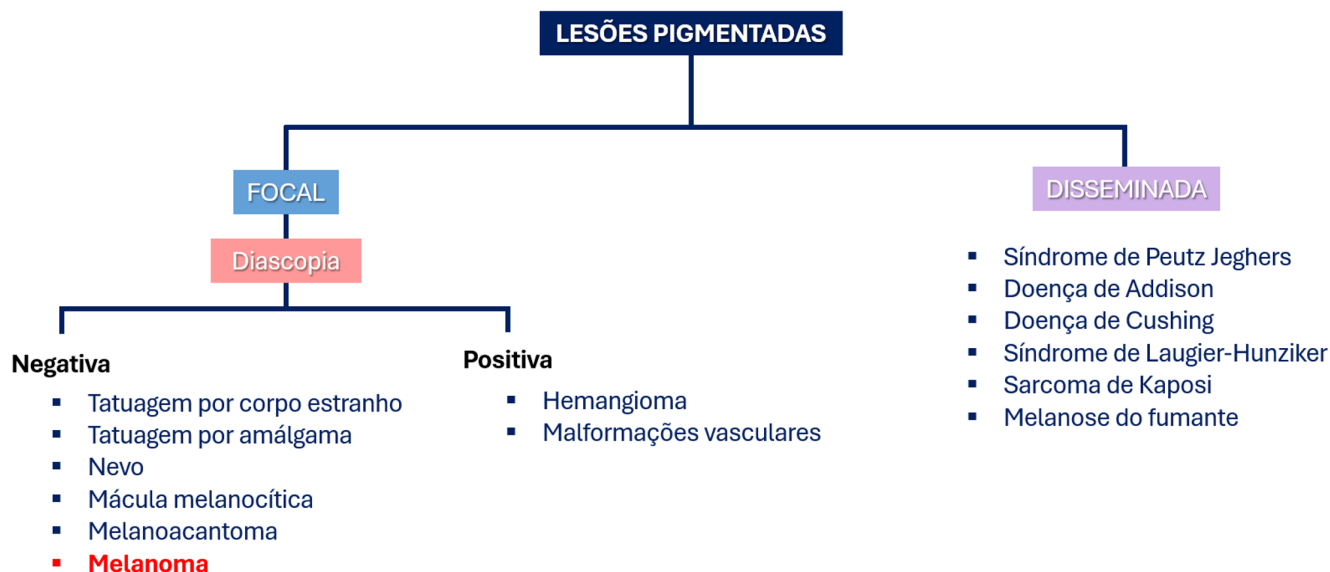 LESÕES PIGMENTADAS
FOCAL
Diascopia
Negativa
▪ Tatuagem por corpo estranho
▪ Tatuagem por amálgama
▪ Nevo
▪ Mácula melanocítica
▪ Melanoacantoma
▪ Melanoma
Positiva
▪ Hemangioma
▪ Malformações vasculares
DISSEMINADA
▪ Síndrome de Peutz Jeghers
▪ Doença de Addison
▪ Doença de Cushing
▪ Síndrome de Laugier-Hunziker
▪ Sarcoma de Kaposi
▪ Melanose do fumante